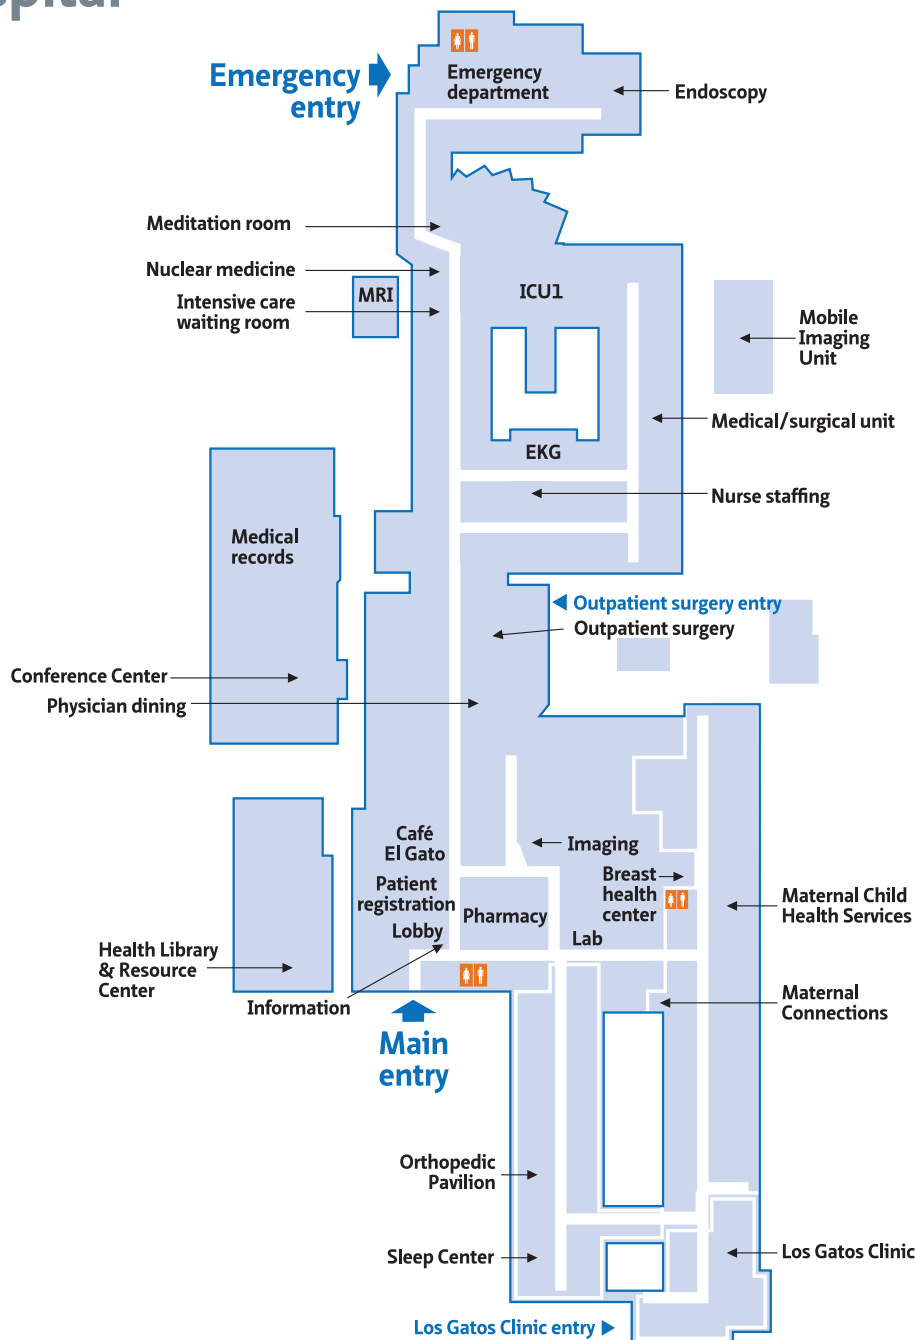 Emergency
entry
Emergency
department
Endoscopy
Meditation room
Nuclear medicine
Intensive care
waiting room
MRI
ICU1
Mobile
Imaging
Unit
Medical/surgical unit
EKG
Nurse staffing
Medical
records
Outpatient surgery entry
Outpatient surgery
Conference Center
Physician dining
Café
El Gato
Imaging
Patient
registration
Breast
health
center
Pharmacy
Maternal Child
Health Services
Lobby
Lab
Health Library
& Resource
Center
Information
Maternal
Connections
Main
entry
Orthopedic
Pavilion
Sleep Center
Los Gatos Clinic
Los Gatos Clinic entry